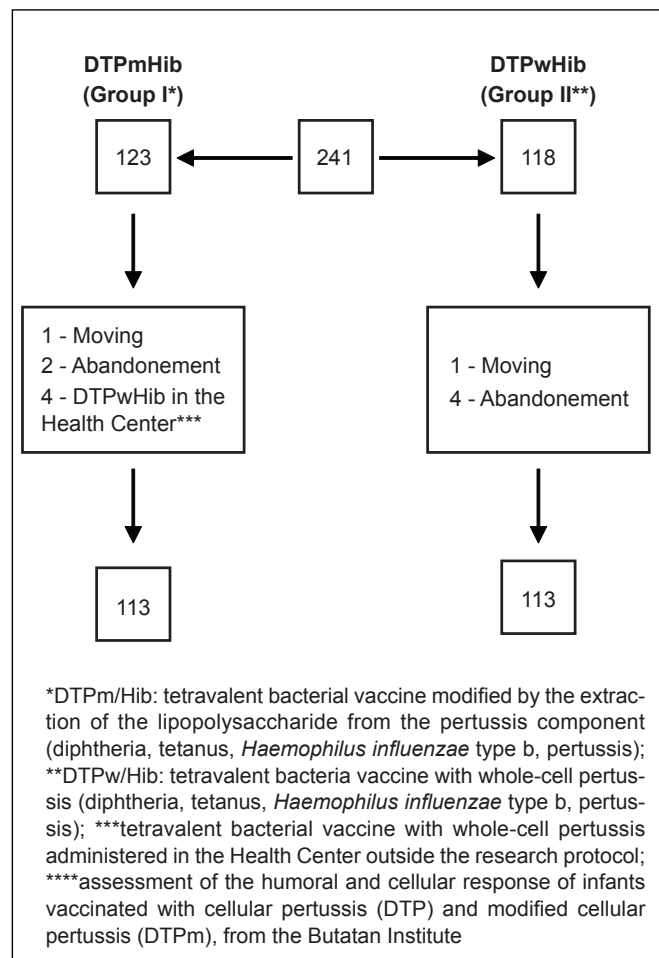 DTPmHib
(Group I*)
DTPwHib
(Group II**)
123
241
118
1 - Moving
2 - Abandonement
4 - DTPwHib in the
Health Center***
1 - Moving
4 - Abandonement
113
113
*DTPm/Hib: tetravalent bacterial vaccine modified by the extrac-
tion of the lipopolysaccharide from the pertussis component
(diphtheria, tetanus, Haemophilus influenzae type b, pertussis);
**DTPw/Hib: tetravalent bacteria vaccine with whole-cell pertus-
sis (diphtheria, tetanus, Haemophilus influenzae type b, pertus-
sis); ***tetravalent bacterial vaccine with whole-cell pertussis
administered in the Health Center outside the research protocol;
****assessment of the humoral and cellular response of infants
vaccinated with cellular pertussis (DTP) and modified cellular
pertussis (DTPm), from the Butatan Institute